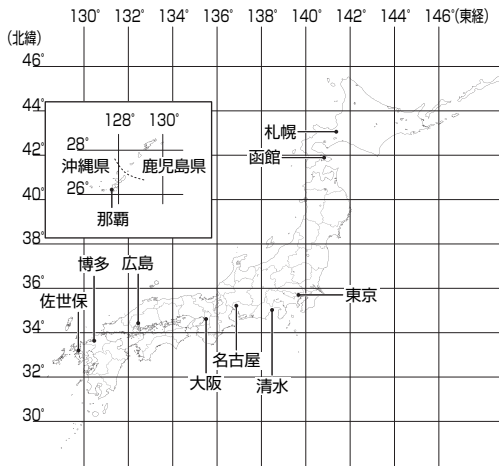 130° 132° 134° 136° 138° 140° 142° 144° 146°(東経)
(北緯)
46°
44°
128° 130°
札幌
28°
函館
42°
沖縄県 鹿児島県
26°
40°
那覇
38°
博多 広島
36°
佐世保
東京
34°
名古屋
32°
大阪 清水
30°